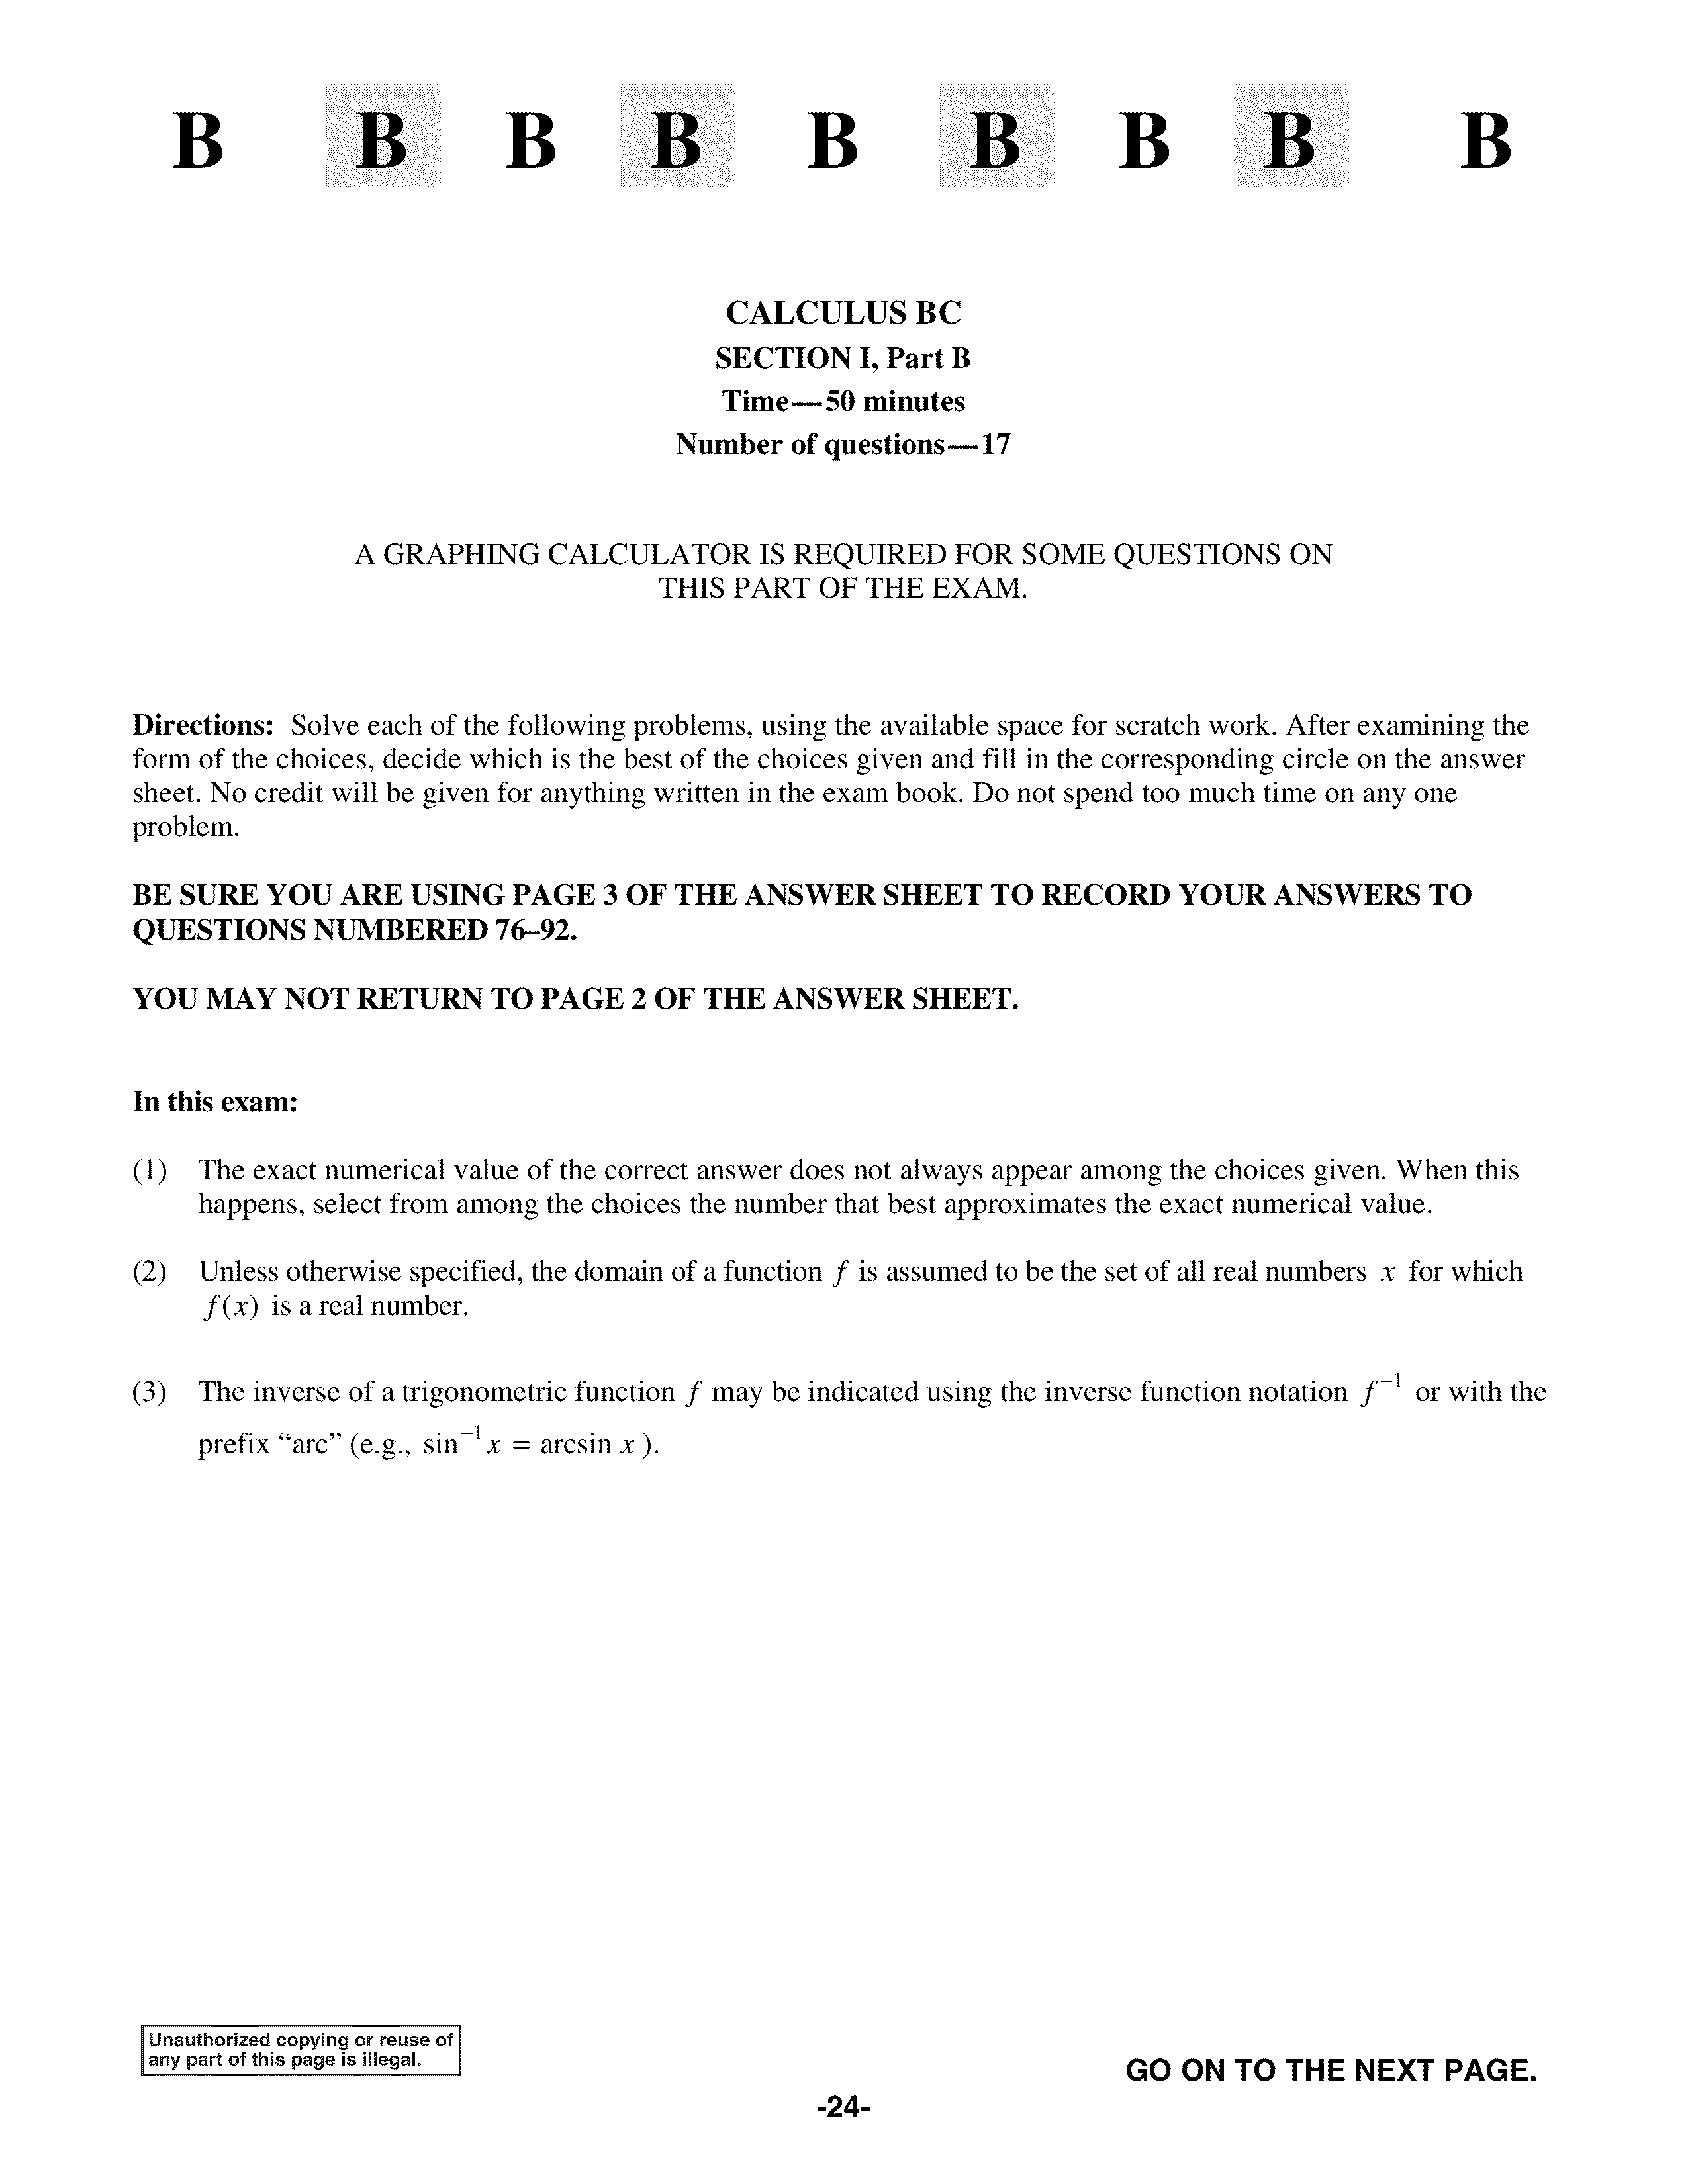 B B B B B B B B B
CALCULUS BC
SECTION I, Part B
Time—50 minutes
Number of questions—17
A GRAPHING CALCULATOR IS REQUIRED FOR SOME QUESTIONS ON
THIS PART OF THE EXAM.
Directions: Solve each of the following problems, using the available space for scratch work. After examining the
form of the choices, decide which is the best of the choices given and fill in the corresponding circle on the answer
sheet. No credit will be given for anything written in the exam book. Do not spend too much time on any one
problem.
BE SURE YOU ARE USING PAGE 3 OF THE ANSWER SHEET TO RECORD YOUR ANSWERS TO
QUESTIONS NUMBERED 76–92.
YOU MAY NOT RETURN TO PAGE 2 OF THE ANSWER SHEET.
In this exam:
(1) The exact numerical value of the correct answer does not always appear among the choices given. When this
happens, select from among the choices the number that best approximates the exact numerical value.
(2) Unless otherwise specified, the domain of a function f is assumed to be the set of all real numbers x for which
f(x) is a real number.
(3) The inverse of a trigonometric function f may be indicated using the inverse function notation f⁻¹ or with the
prefix “arc” (e.g., sin⁻¹ x = arcsin x ).
Unauthorized copying or reuse of
any part of this page is illegal.
GO ON TO THE NEXT PAGE.
-24-